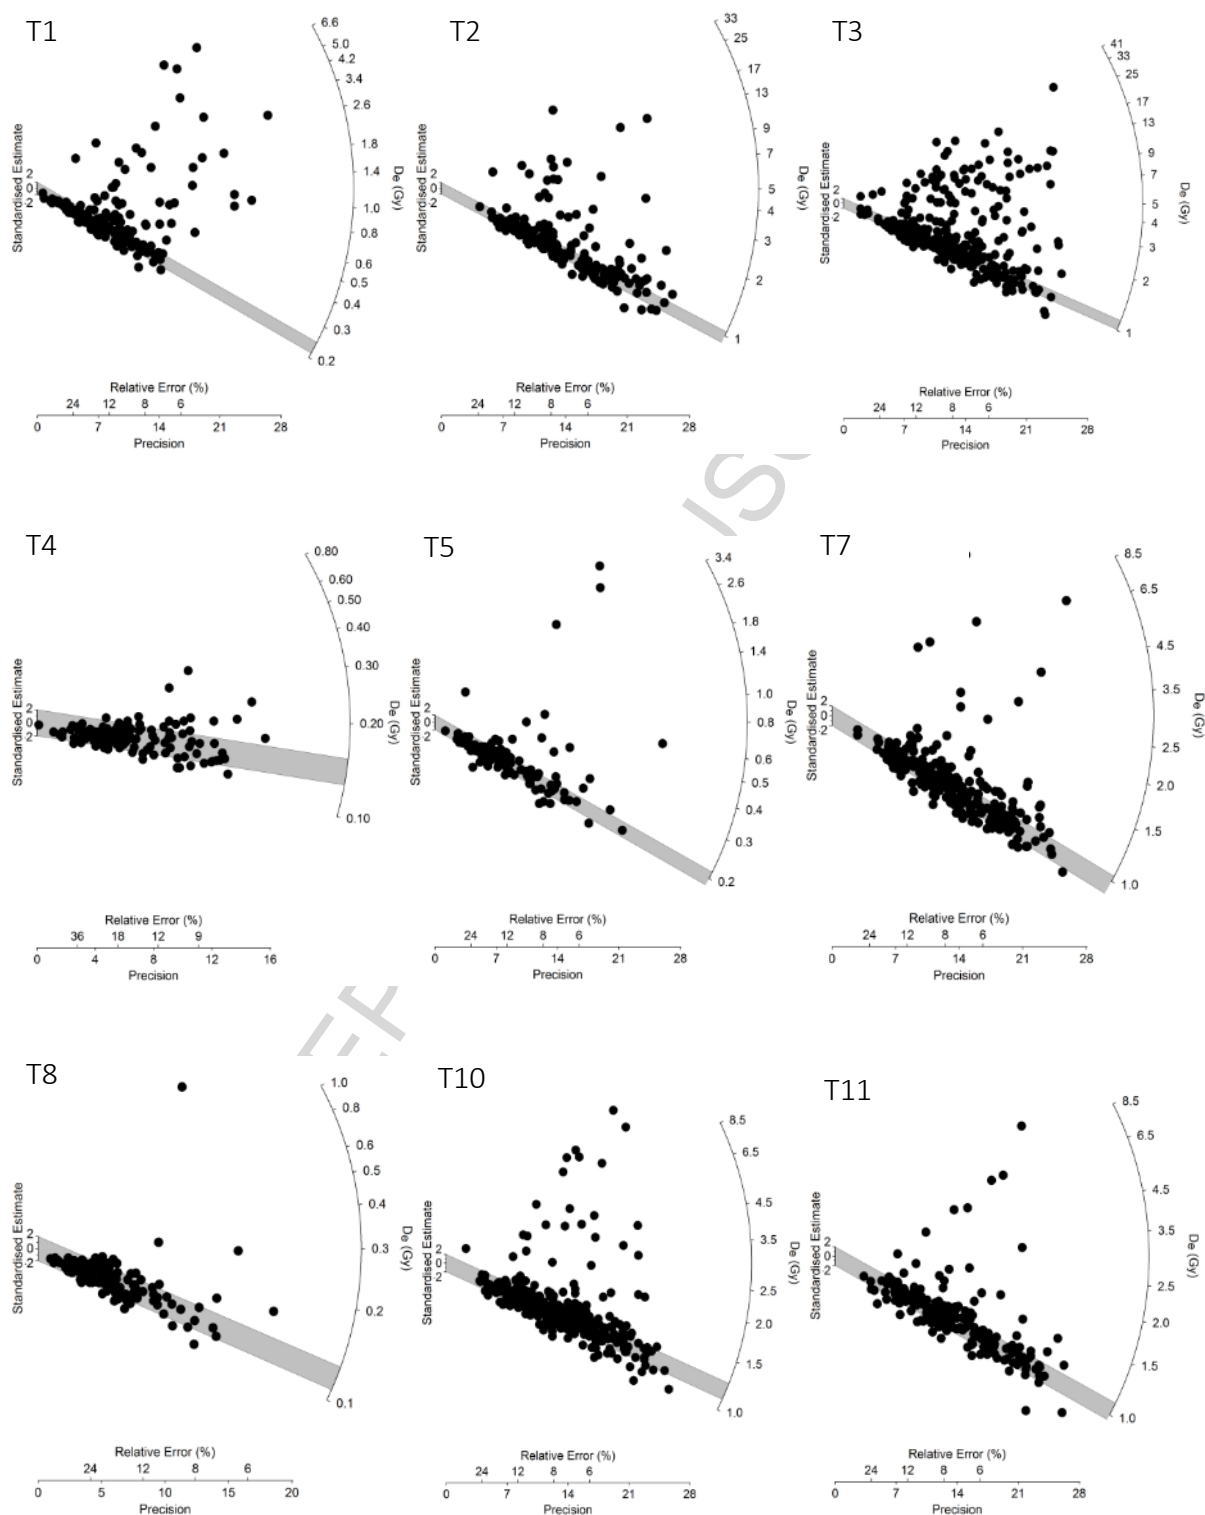 T1
6.6
5.0
4.2
3.4
2.6
1.8
1.4
1.0
0.8
0.6
0.5
0.4
0.3
0.2
De (Gy)
Standardised Estimate
2
0
-2
Relative Error (%)
24 12 8 6
0 7 14 21 28
Precision
T2
33
25
17
13
9
7
5
4
3
2
1
De (Gy)
Standardised Estimate
2
0
-2
Relative Error (%)
24 12 8 6
0 7 14 21 28
Precision
T3
41
33
25
17
13
9
7
5
4
3
2
1
De (Gy)
Standardised Estimate
2
0
-2
Relative Error (%)
24 12 8 6
0 7 14 21 28
Precision
T4
0.80
0.60
0.50
0.40
0.30
0.20
0.10
De (Gy)
Standardised Estimate
2
0
-2
Relative Error (%)
36 18 12 9
0 4 8 12 16
Precision
T5
3.4
2.6
1.8
1.4
1.0
0.8
0.6
0.5
0.4
0.3
0.2
De (Gy)
Standardised Estimate
2
0
-2
Relative Error (%)
24 12 8 6
0 7 14 21 28
Precision
T7
8.5
6.5
4.5
3.5
2.5
2.0
1.5
1.0
De (Gy)
Standardised Estimate
2
0
-2
Relative Error (%)
24 12 8 6
0 7 14 21 28
Precision
T8
1.0
0.8
0.6
0.5
0.4
0.3
0.2
0.1
De (Gy)
Standardised Estimate
2
0
-2
Relative Error (%)
24 12 8 6
0 5 10 15 20
Precision
T10
8.5
6.5
4.5
3.5
2.5
2.0
1.5
1.0
De (Gy)
Standardised Estimate
2
0
-2
Relative Error (%)
24 12 8 6
0 7 14 21 28
Precision
T11
8.5
6.5
4.5
3.5
2.5
2.0
1.5
1.0
De (Gy)
Standardised Estimate
2
0
-2
Relative Error (%)
24 12 8 6
0 7 14 21 28
Precision